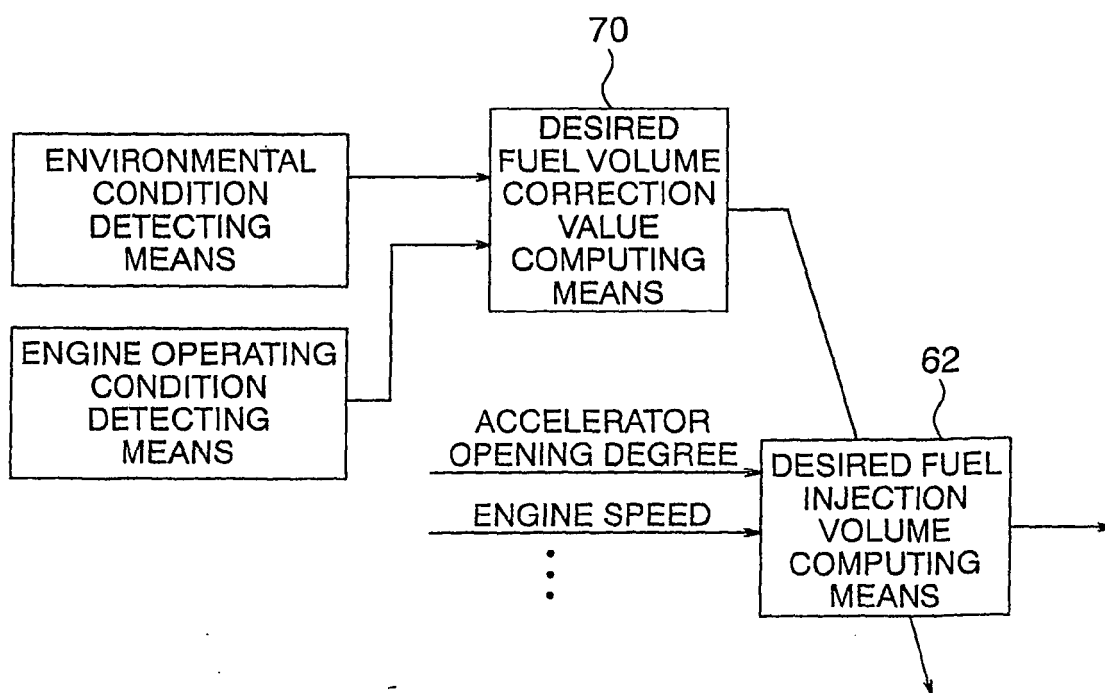 70
ENVIRONMENTAL
CONDITION
DETECTING
MEANS
DESIRED
FUEL VOLUME
CORRECTION
VALUE
COMPUTING
MEANS
ENGINE OPERATING
CONDITION
DETECTING
MEANS
62
ACCELERATOR
OPENING DEGREE
ENGINE SPEED
DESIRED FUEL
INJECTION
VOLUME
COMPUTING
MEANS